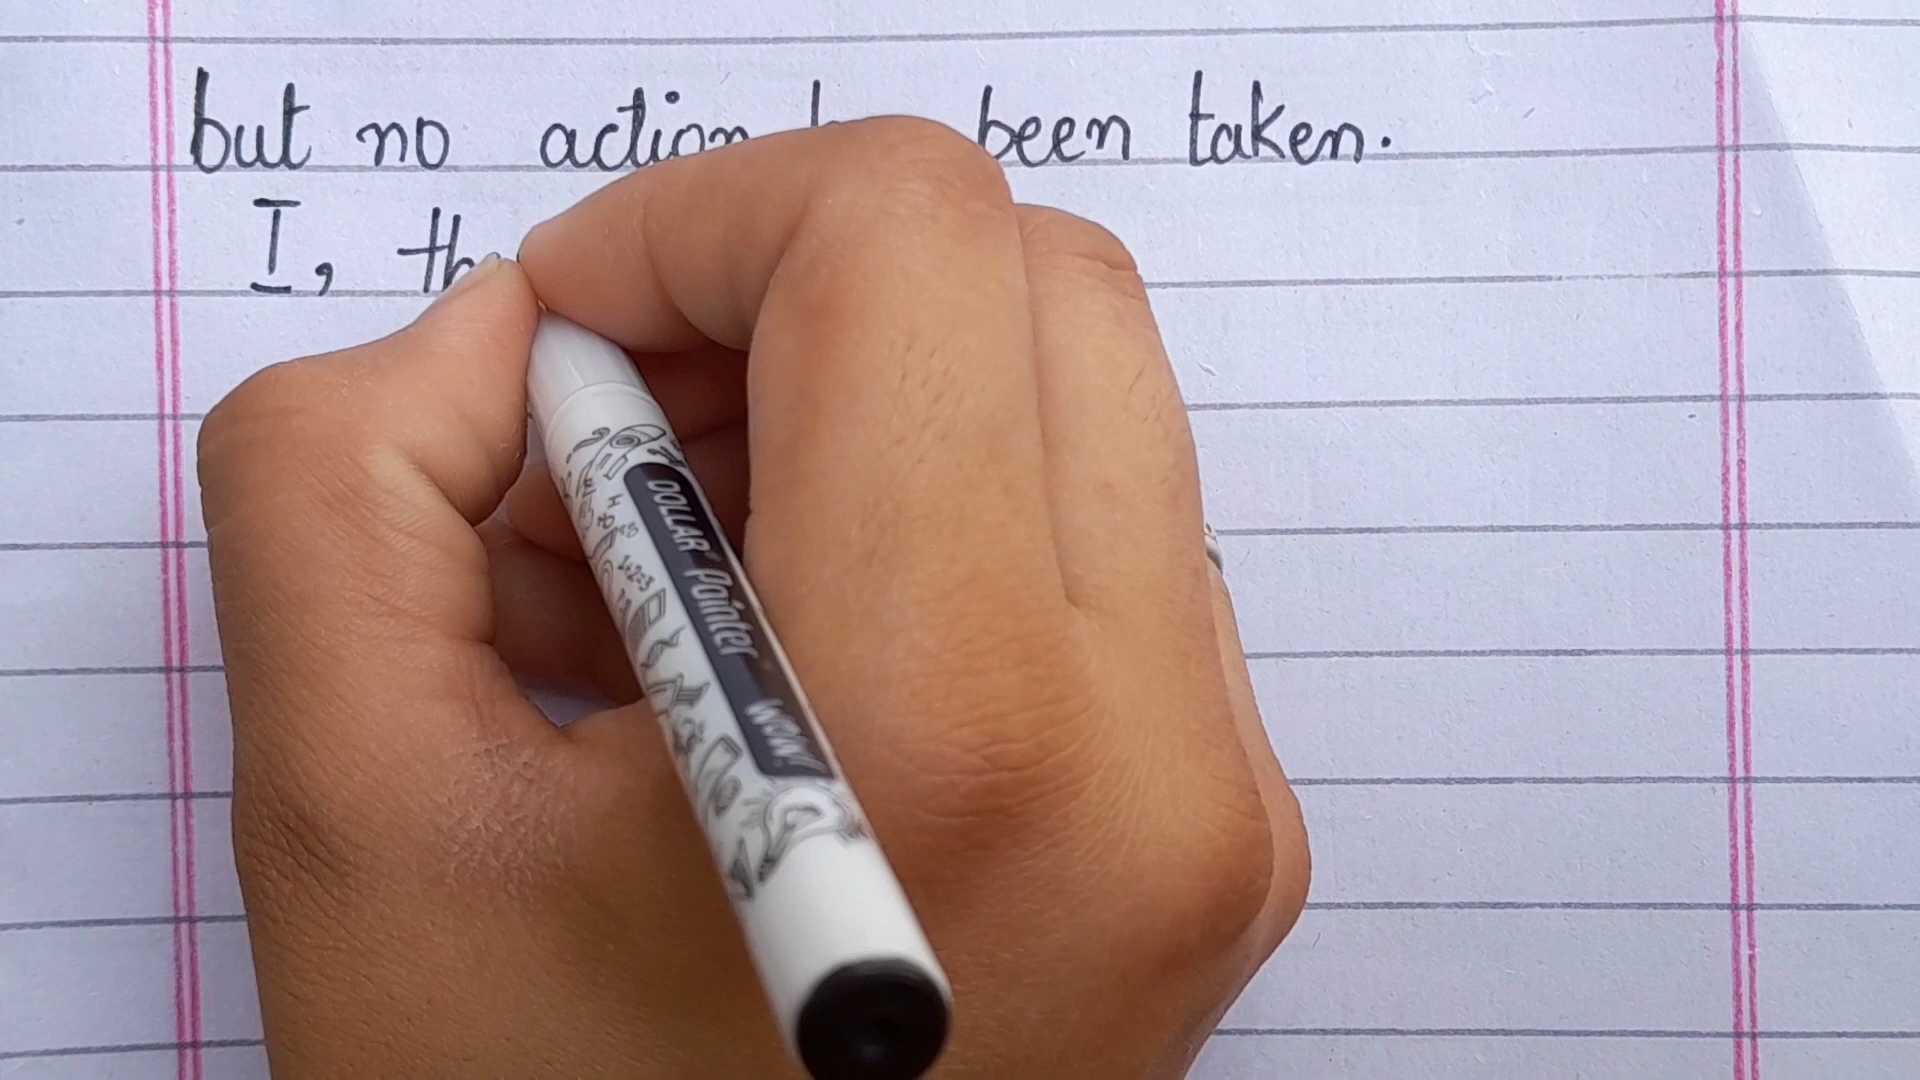 but no action been taken.
I,
DOLLAR Pointer WOW!